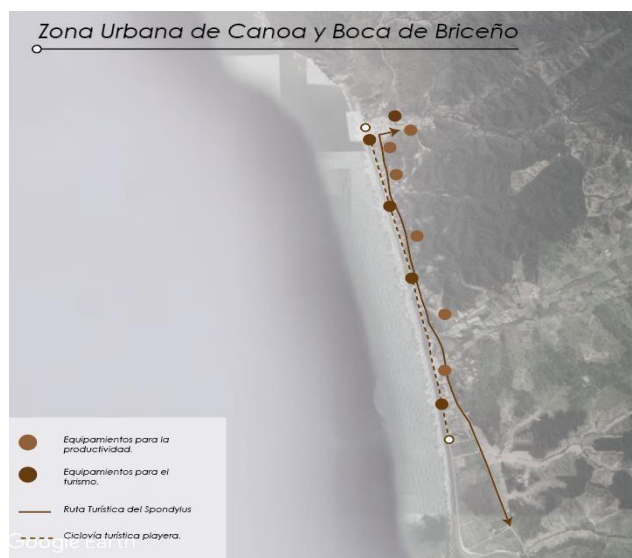 Zona Urbana de Canoa y Boca de Briceño
Equipamientos para la
productividad.
Equipamientos para el
turismo.
Ruta Turística del Spondylus
Ciclovía turística playera.
Google Earth